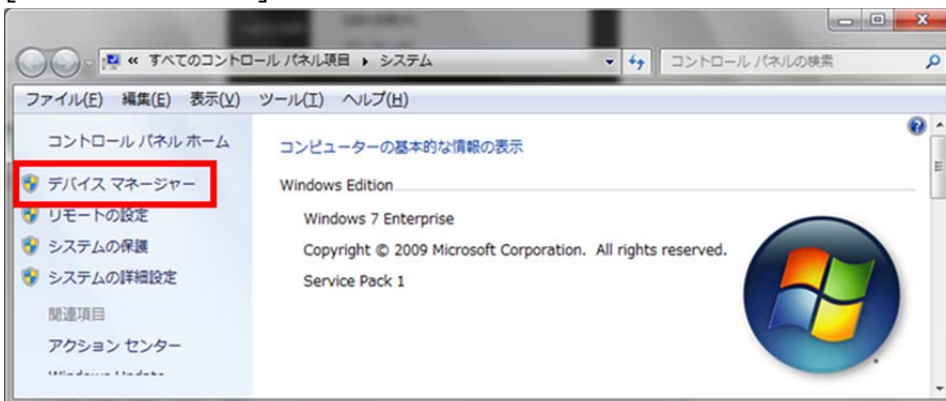 « すべてのコントロール パネル項目 ▸ システム
コントロール パネルの検索
ファイル(F) 編集(E) 表示(V) ツール(T) ヘルプ(H)
コントロール パネル ホーム
デバイス マネージャー
リモートの設定
システムの保護
システムの詳細設定
関連項目
アクション センター
Windows Update
コンピューターの基本的な情報の表示
Windows Edition
Windows 7 Enterprise
Copyright © 2009 Microsoft Corporation. All rights reserved.
Service Pack 1